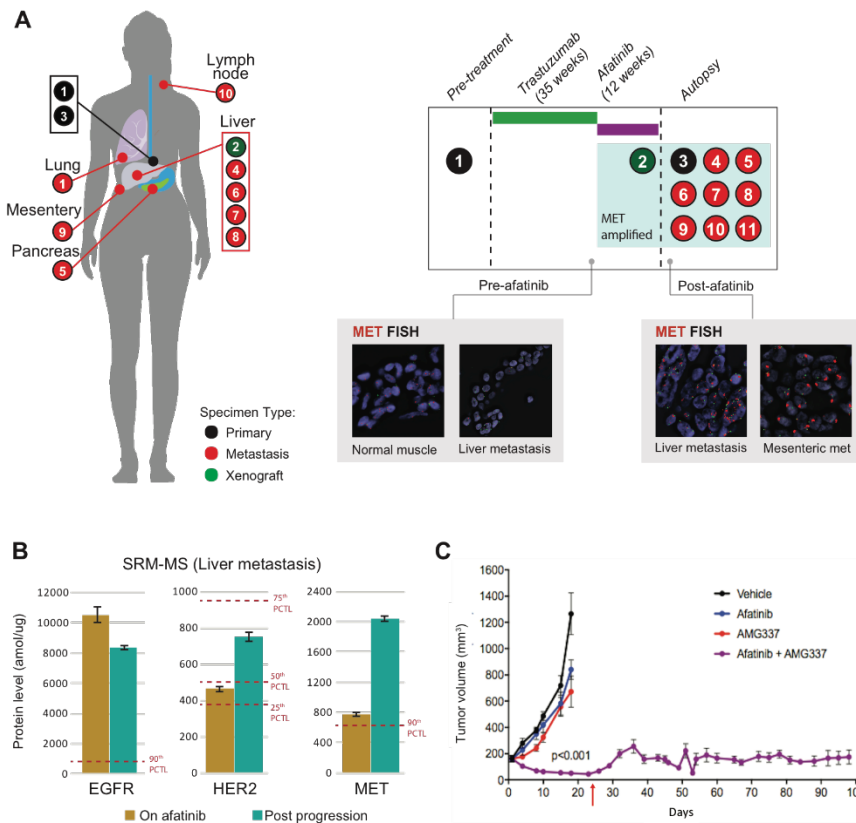 A
Lymph
node
10
1
3
Liver
2
4
6
7
8
Lung
1
Mesentery
9
Pancreas
5
Specimen Type:
Primary
Metastasis
Xenograft
Pre-treatment
Trastuzumab
(35 weeks)
Afatinib
(12 weeks)
Autopsy
1
2
3 4 5
6 7 8
9 10 11
MET
amplified
Pre-afatinib
Post-afatinib
MET FISH
Normal muscle
Liver metastasis
MET FISH
Liver metastasis
Mesenteric met
B
SRM-MS (Liver metastasis)
Protein level (amol/ug)
12000
10000
8000
6000
4000
2000
0
90th
PCTL
EGFR
1000
800
600
400
200
0
75th
PCTL
50th
PCTL
25th
PCTL
HER2
2400
2000
1600
1200
800
400
0
90th
PCTL
MET
On afatinib
Post progression
C
Tumor volume (mm3)
1600
1400
1200
1000
800
600
400
200
0
Vehicle
Afatinib
AMG337
Afatinib + AMG337
p<0.001
0 10 20 30 40 50 60 70 80 90 100
Days